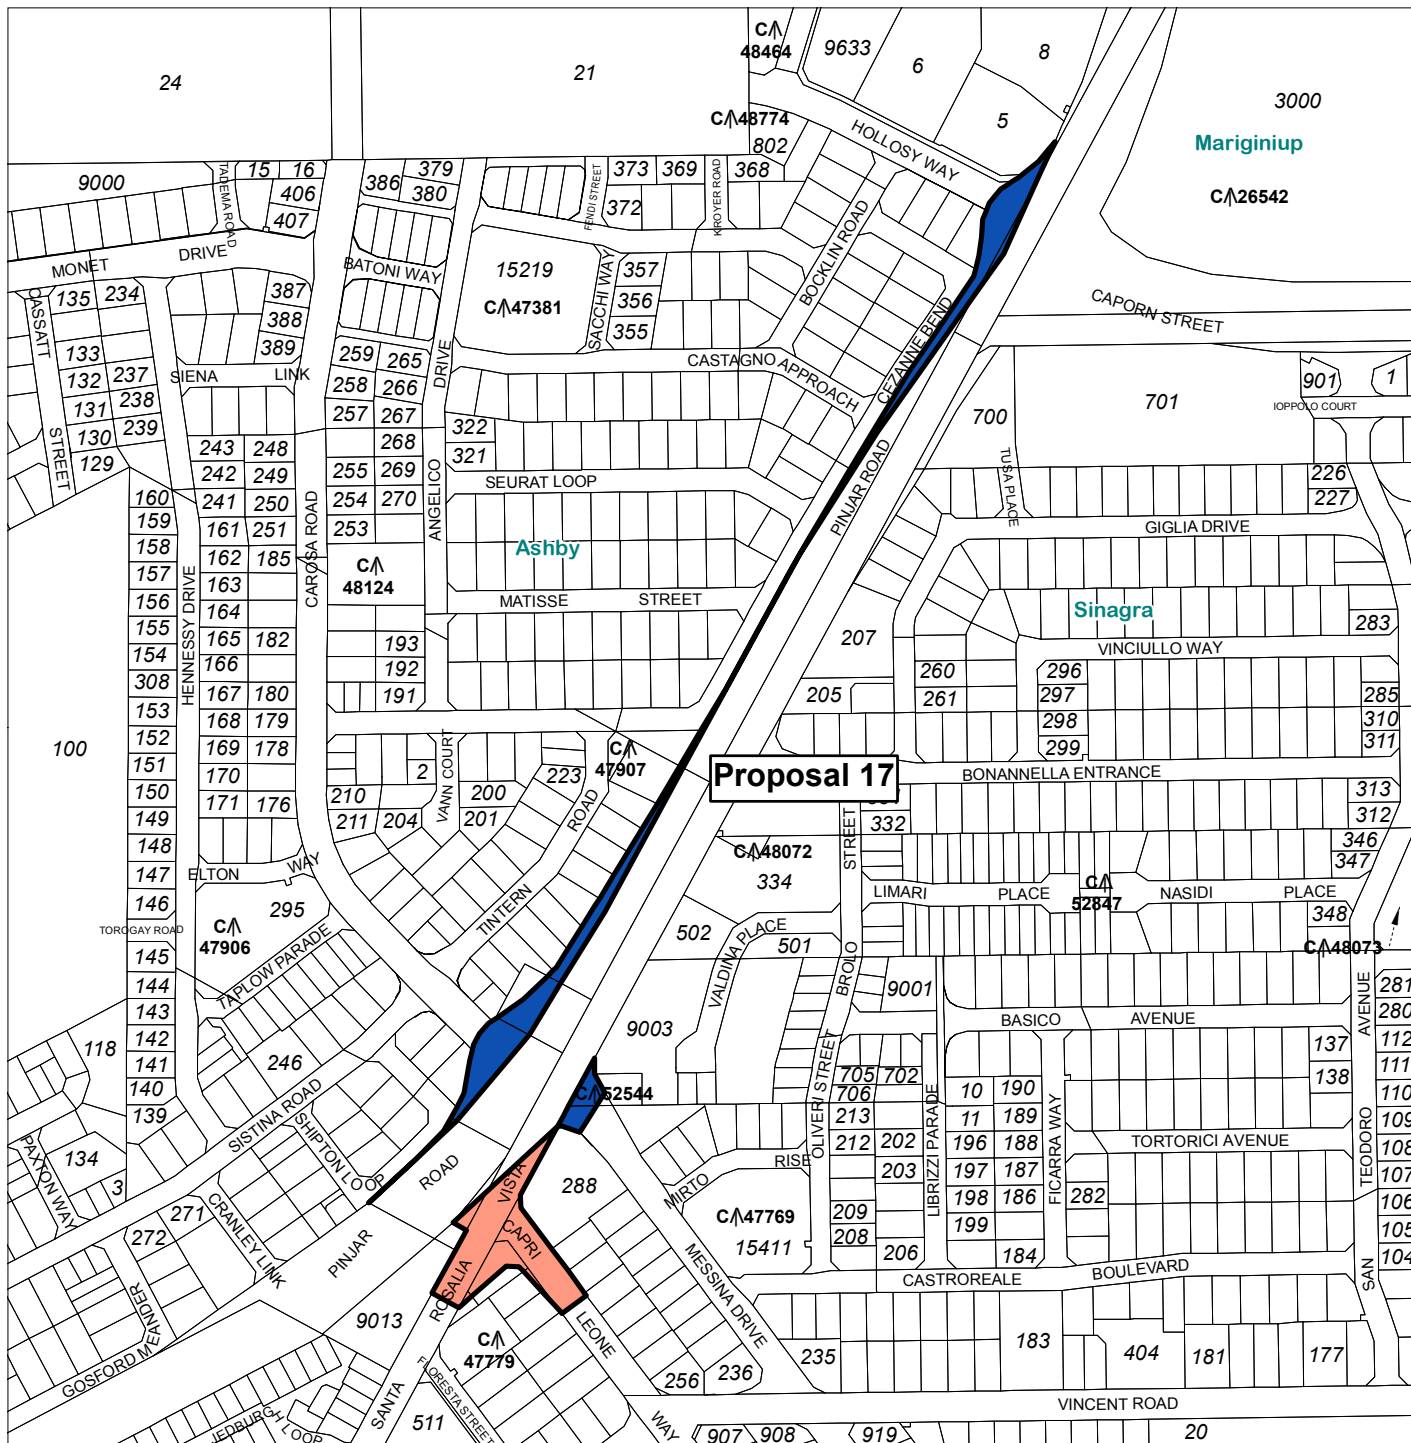 24
21
C/\
48464
9633
6
8
3000
Mariginiup
C/\26542
C/\48774
802
HOLLOSY WAY
5
9000
TADEMA ROAD
15
16
406
407
386
379
380
FENDI STREET
373
369
KROYER ROAD
368
372
MONET DRIVE
BATONI WAY
15219
C/\47381
SACCHI WAY
357
356
355
BOCKLIN ROAD
CEZANNE BEND
CAPORN STREET
CASSATT STREET
135
234
387
388
389
133
132
131
130
129
237
238
239
SIENA LINK
259
258
257
265
266
267
268
DRIVE
CASTAGNO APPROACH
700
701
901
1
IOPPOLO COURT
322
321
243
242
241
248
249
250
255
254
253
269
270
ANGELICO
SEURAT LOOP
PINJAR ROAD
TUSA PLACE
226
227
GIGLIA DRIVE
160
159
158
157
156
155
154
308
153
152
151
150
149
148
147
146
161
251
162
185
163
164
165
182
166
167
180
168
179
169
178
170
171
176
HENNESSY DRIVE
CAROSA ROAD
C/\
48124
Ashby
MATISSE STREET
193
192
191
Sinagra
283
VINCIULLO WAY
207
205
260
261
296
297
298
299
285
310
311
100
2
VANN COURT
210
211
204
200
201
223
C/\
47907
TINTERN ROAD
Proposal 17
BONANNELLA ENTRANCE
332
313
312
346
347
ELTON WAY
295
C/\
47906
TOROGAY ROAD
TAPLOW PARADE
C/\48072
334
BROLO STREET
LIMARI PLACE
C/\
52847
NASIDI PLACE
348
C/\48073
502
VALDINA PLACE
501
145
144
143
142
141
140
139
118
246
9003
9001
BASICO AVENUE
281
280
112
111
110
109
108
107
106
105
104
137
138
C/\52544
OLIVERI STREET
705
702
706
213
212
202
203
209
208
206
LIBRIZZI PARADE
10
190
11
189
196
188
197
187
198
186
199
184
FICARRA WAY
282
TORTORICI AVENUE
SAN TEODORO AVENUE
SISTINA ROAD
SHIPTON LOOP
134
3
PAXTON WAY
271
272
CRANLEY LINK
PINJAR ROAD
288
MIRTO RISE
C/\47769
15411
MESSINA DRIVE
CASTROREALE BOULEVARD
SANTA ROSALIA VISTA
CAPRI LEONE WAY
GOSFORD MEANDER
9013
C/\
47779
FLORESTA STREET
511
JEDBURGH LOOP
256
236
235
183
404
181
177
VINCENT ROAD
907
908
919
20